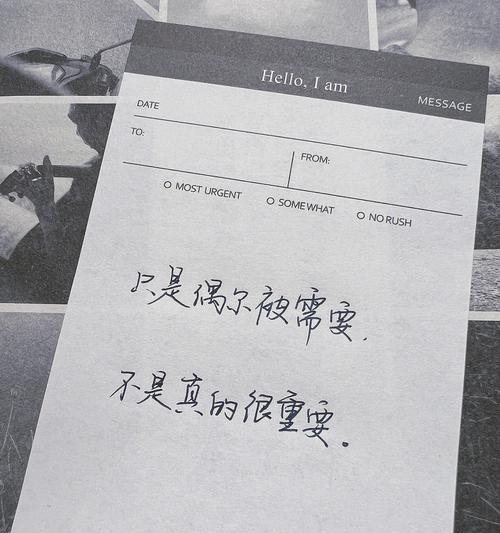 Hello, I am
MESSAGE
DATE
TO:
FROM:
MOST URGENT
SOMEWHAT
NO RUSH
只是偶尔被需要.
不是真的很重要.